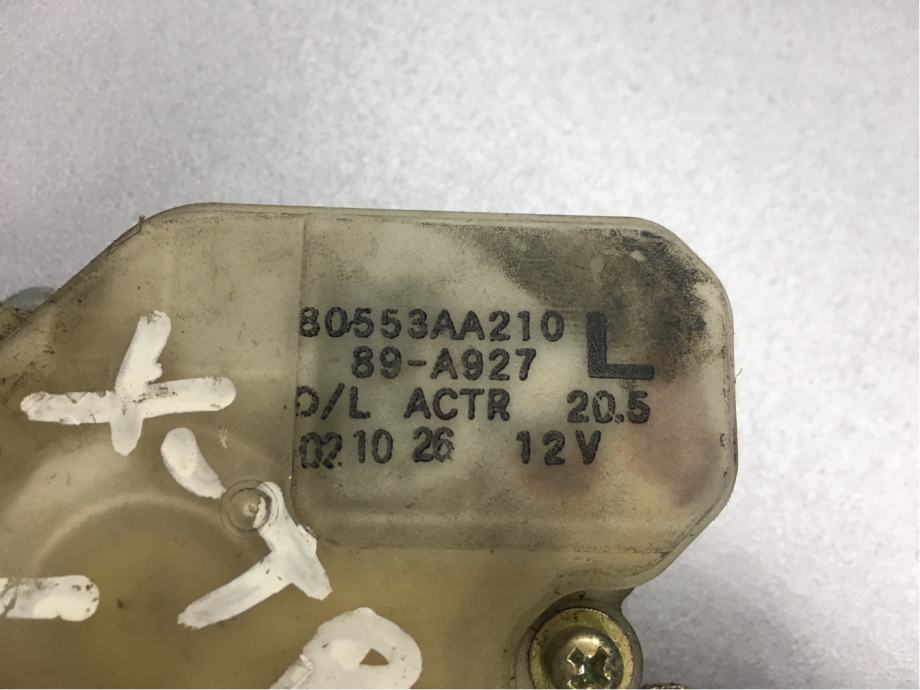 80553AA210 L
89-A927
D/L ACTR 20.5
02 10 26 12V